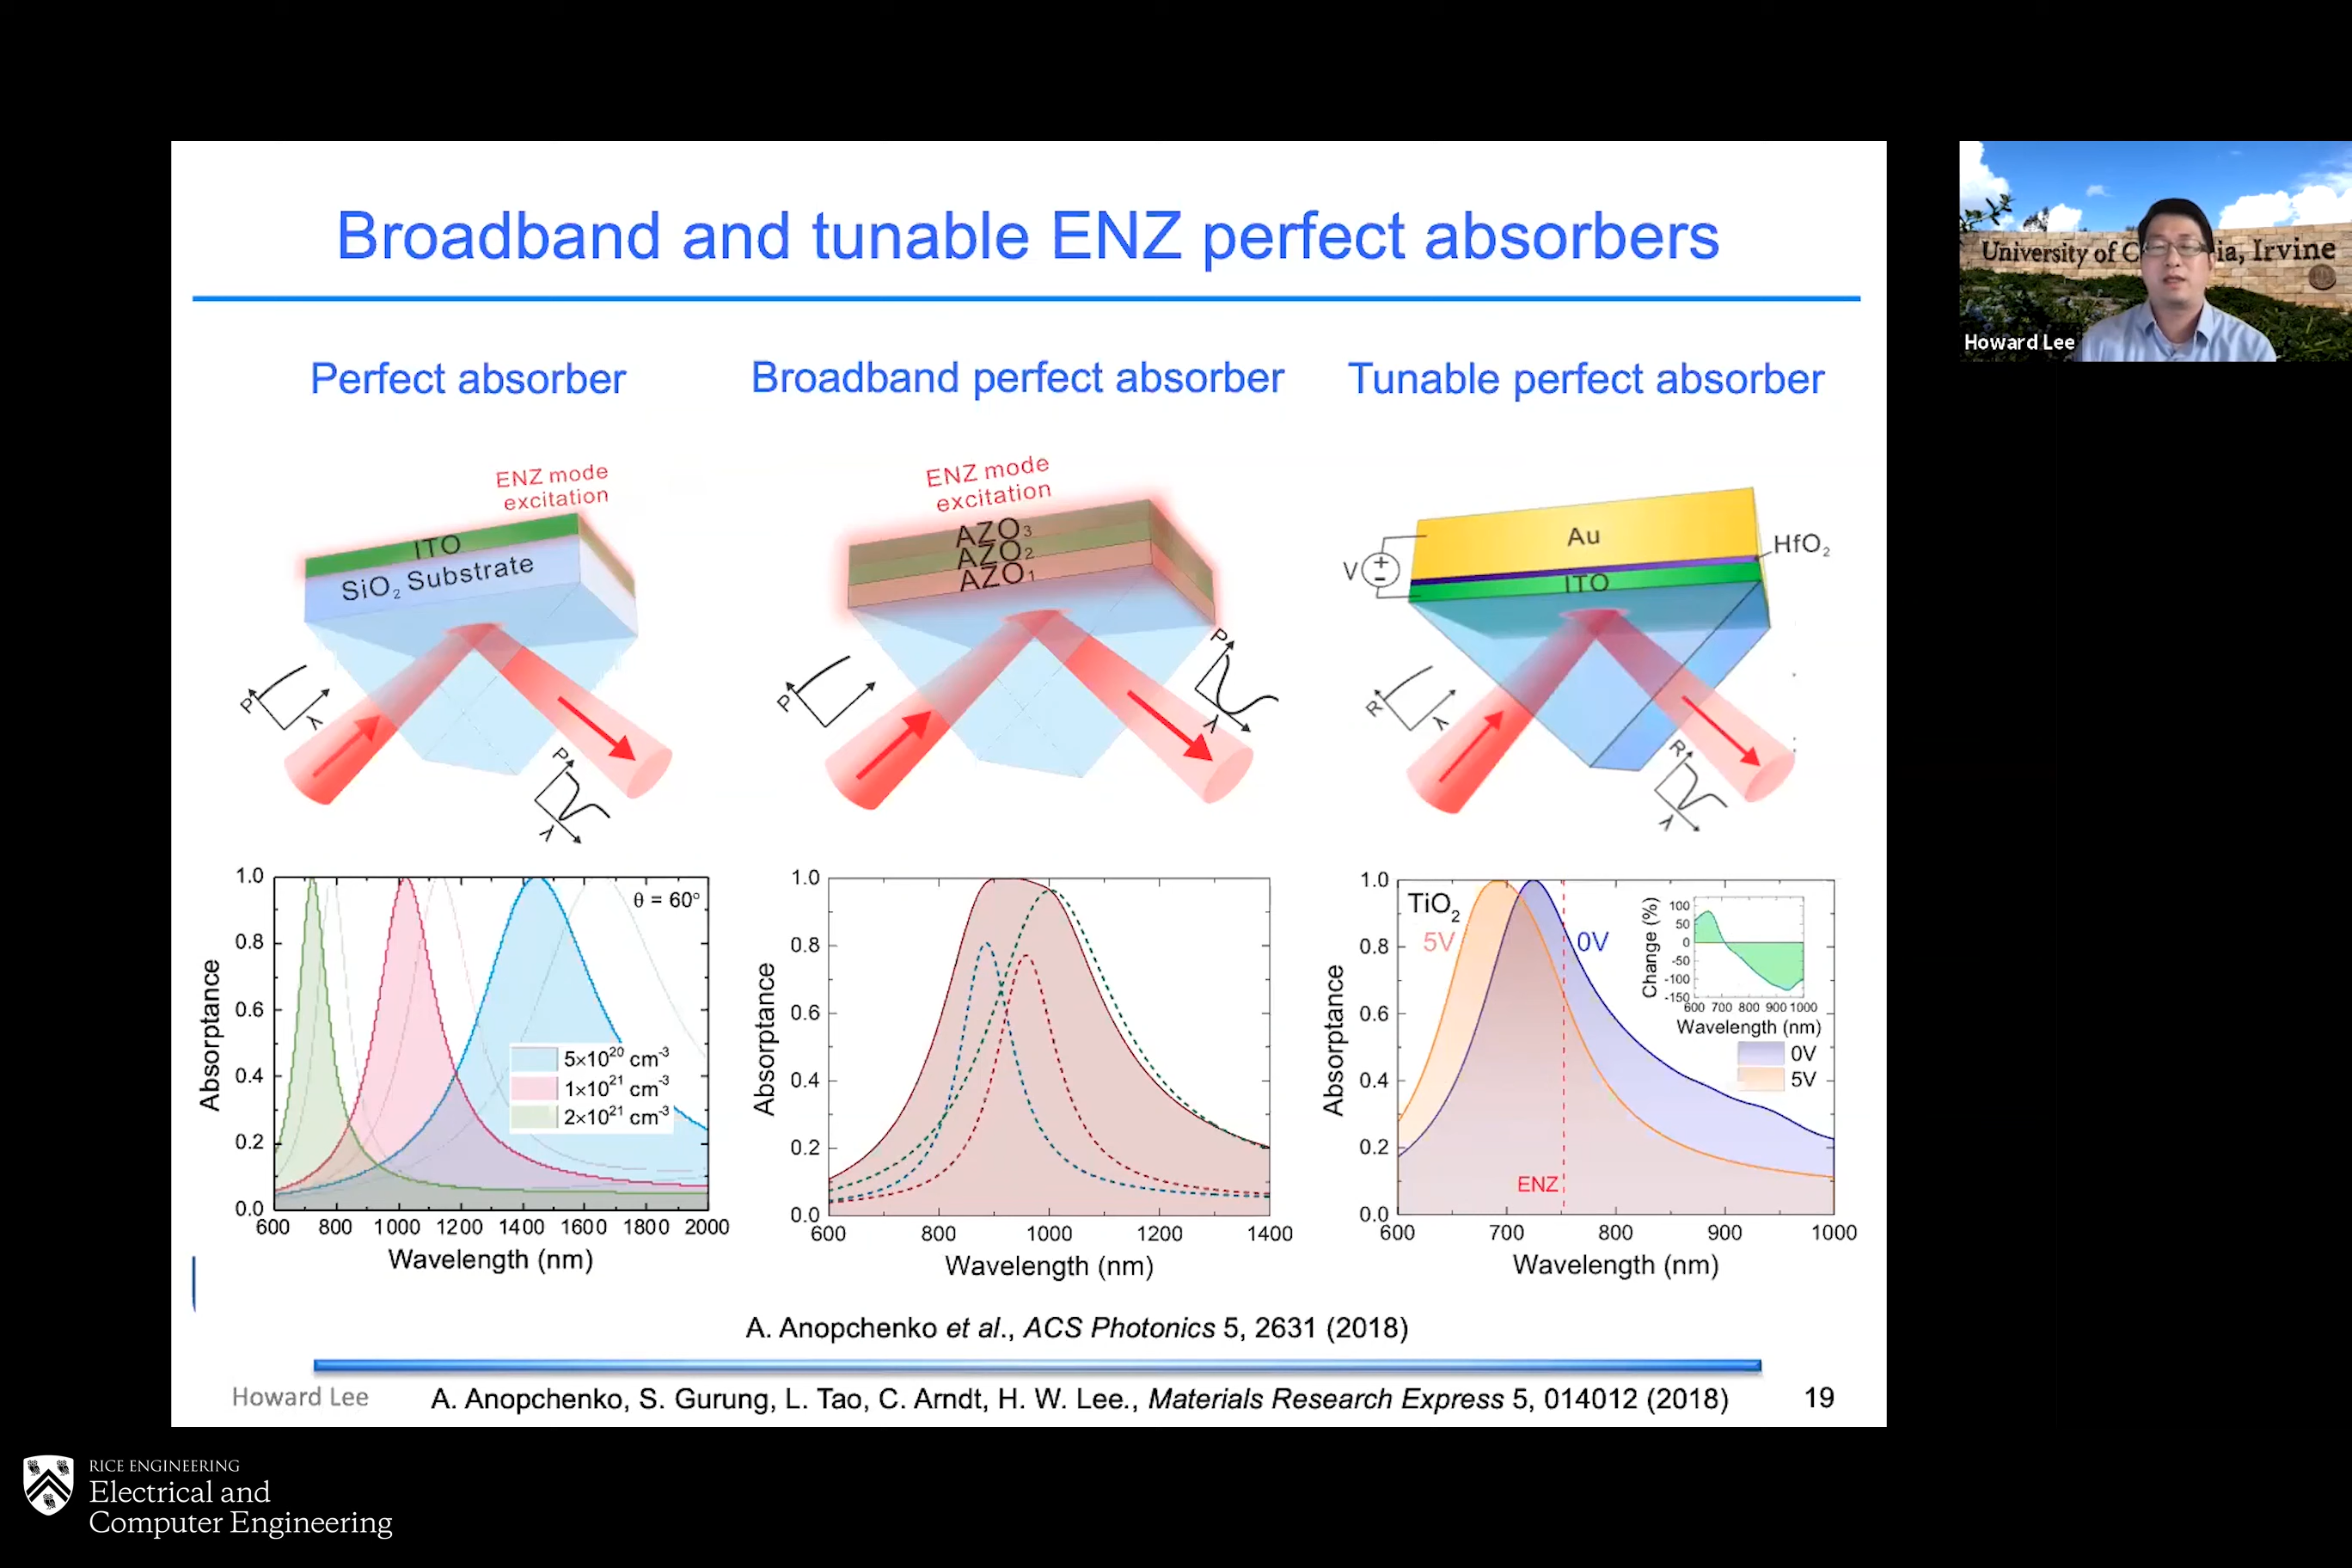 Broadband and tunable ENZ perfect absorbers
Perfect absorber
Broadband perfect absorber
Tunable perfect absorber
ENZ mode
excitation
ITO
SiO₂ Substrate
P
λ
P
λ
ENZ mode
excitation
AZO₃
AZO₂
AZO₁
P
P
λ
Au
HfO₂
ITO
V
+
-
R
λ
R
λ
Absorptance
1.0
0.8
0.6
0.4
0.2
0.0
θ = 60°
5×10²⁰ cm⁻³
1×10²¹ cm⁻³
2×10²¹ cm⁻³
600 800 1000 1200 1400 1600 1800 2000
Wavelength (nm)
Absorptance
1.0
0.8
0.6
0.4
0.2
0.0
600 800 1000 1200 1400
Wavelength (nm)
Absorptance
1.0
0.8
0.6
0.4
0.2
0.0
TiO₂
5V
0V
ENZ
Change (%)
100
50
0
-50
-100
-150
600 700 800 900 1000
Wavelength (nm)
0V
5V
600 700 800 900 1000
Wavelength (nm)
A. Anopchenko et al., ACS Photonics 5, 2631 (2018)
Howard Lee
A. Anopchenko, S. Gurung, L. Tao, C. Arndt, H. W. Lee., Materials Research Express 5, 014012 (2018)
19
University of C ia, Irvine
Howard Lee
RICE ENGINEERING
Electrical and
Computer Engineering